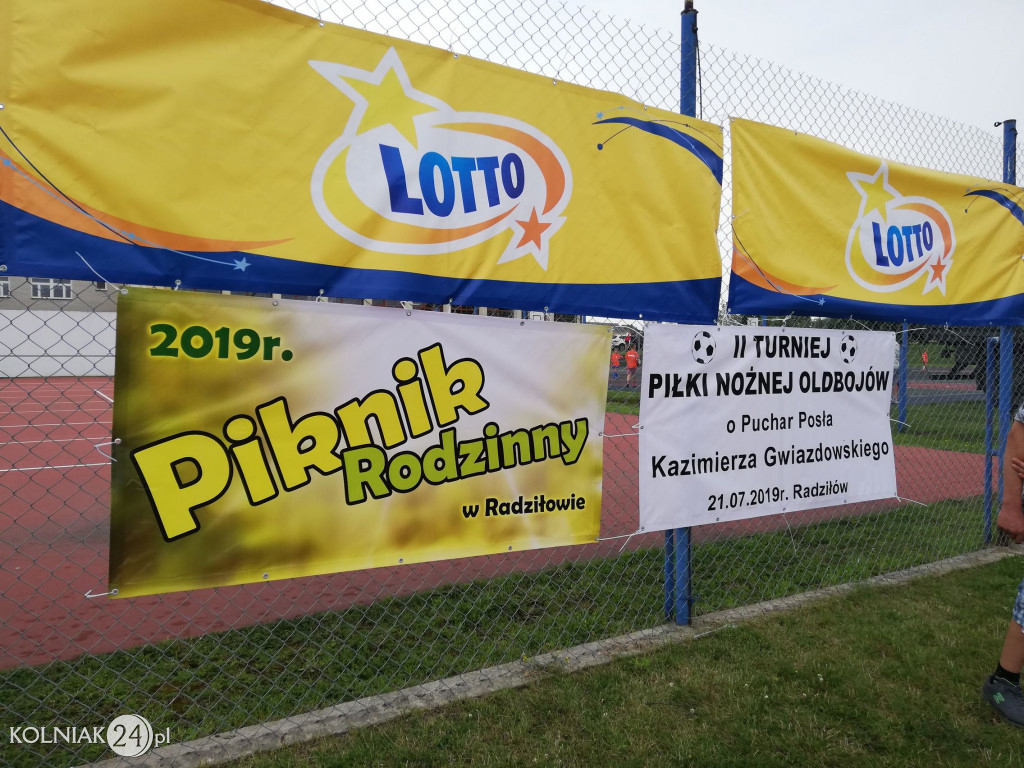 LOTTO
LOTTO
2019r.
Piknik
Rodzinny
w Radziłowie
II TURNIEJ
PIŁKI NOŻNEJ OLDBOJÓW
o Puchar Posła
Kazimierza Gwiazdowskiego
21.07.2019r. Radziłów
KOLNIAK24.pl